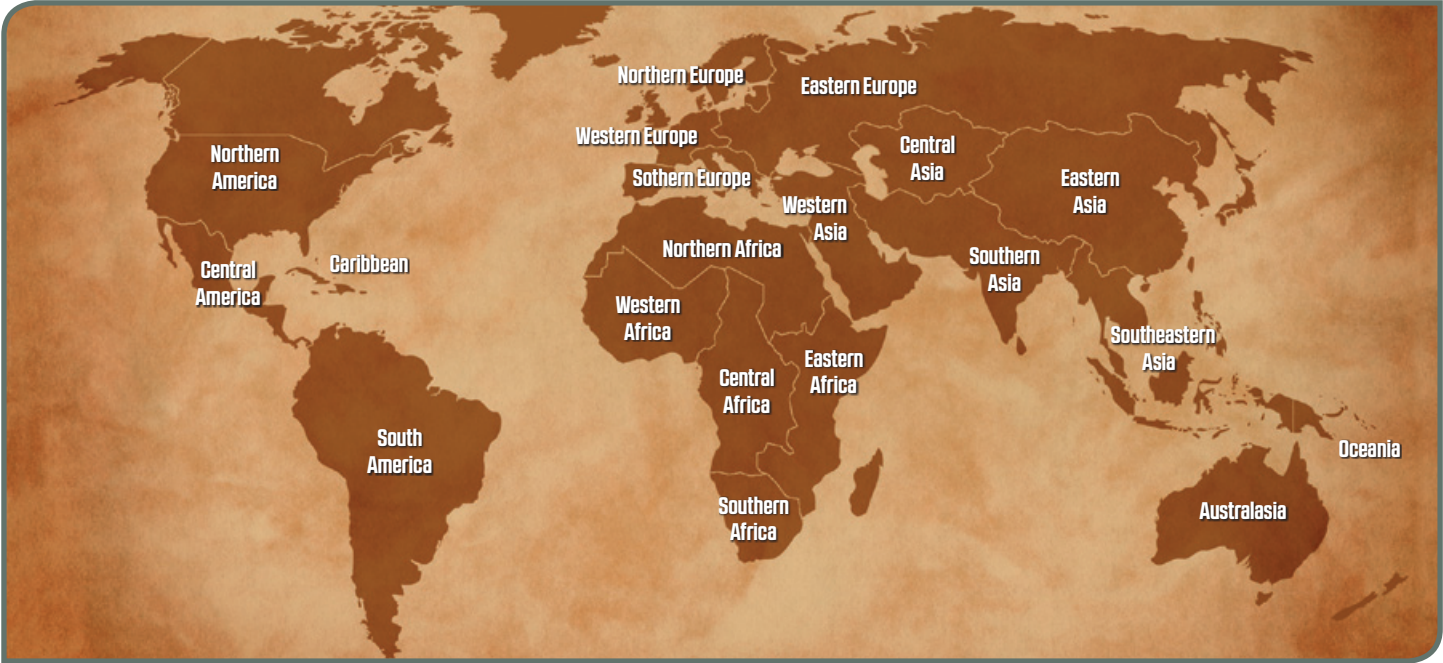 Northern Europe
Eastern Europe
Western Europe
Central
Asia
Northern
America
Sothern Europe
Eastern
Asia
Western
Asia
Northern Africa
Southern
Asia
Caribbean
Central
America
Western
Africa
Southeastern
Asia
Eastern
Africa
Central
Africa
South
America
Oceania
Southern
Africa
Australasia